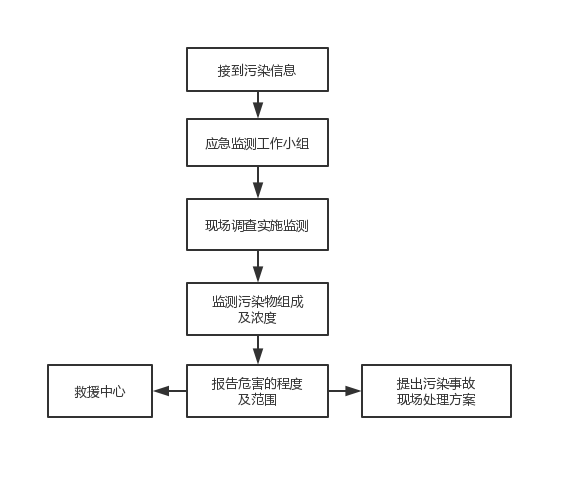 接到污染信息
应急监测工作小组
现场调查实施监测
监测污染物组成
及浓度
救援中心
报告危害的程度
及范围
提出污染事故
现场处理方案